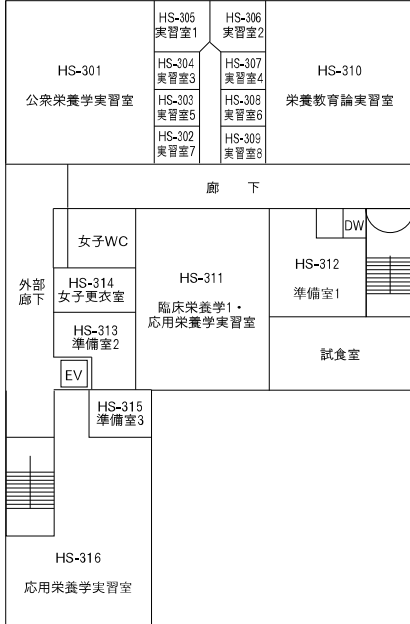 HS-305
実習室1
HS-306
実習室2
HS-301
公衆栄養学実習室
HS-304
実習室3
HS-307
実習室4
HS-310
栄養教育論実習室
HS-303
実習室5
HS-308
実習室6
HS-302
実習室7
HS-309
実習室8
廊 下
女子WC
DW
外部
廊下
HS-314
女子更衣室
HS-311
臨床栄養学1・
応用栄養学実習室
HS-312
準備室1
HS-313
準備室2
試食室
EV
HS-315
準備室3
HS-316
応用栄養学実習室